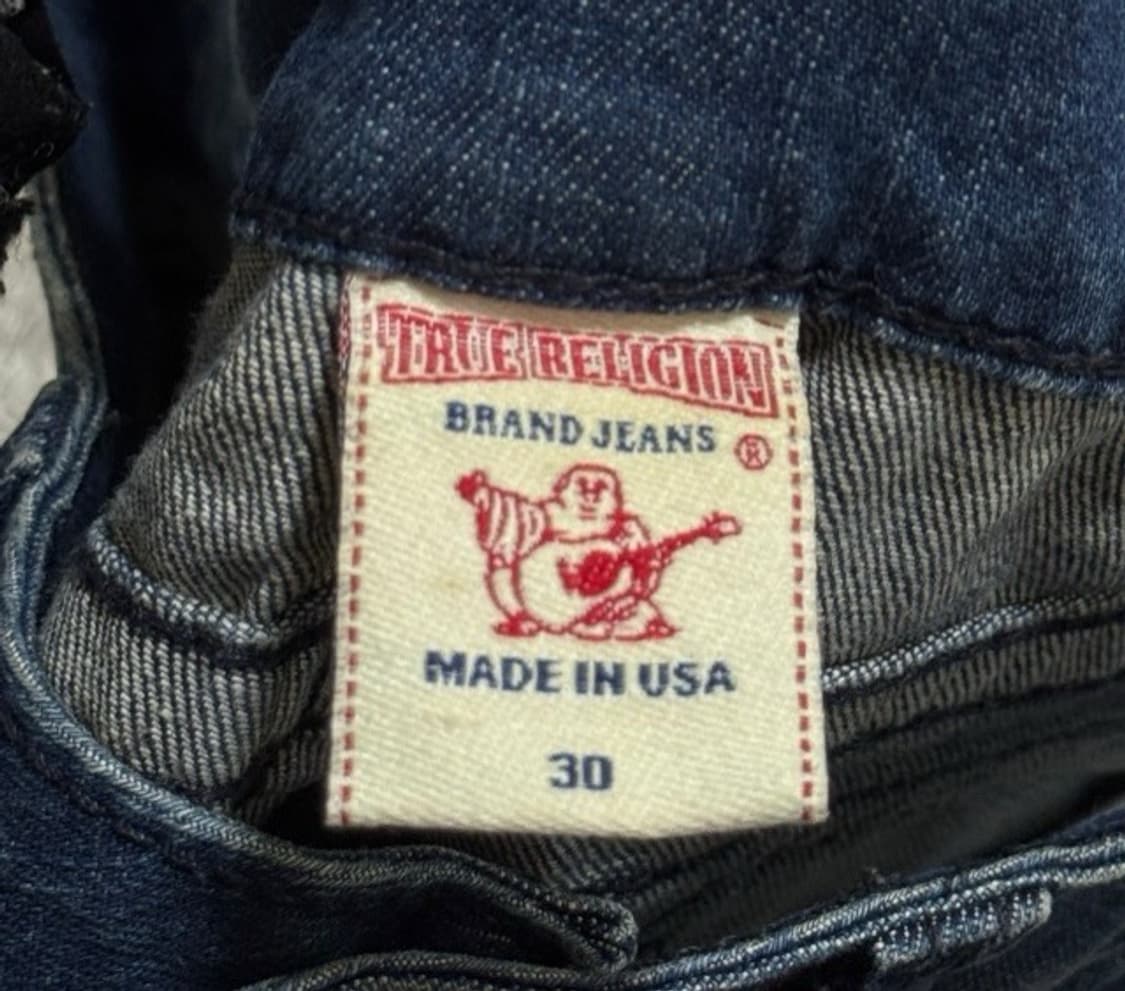 TRUE RELIGION
BRAND JEANS
®
MADE IN USA
30